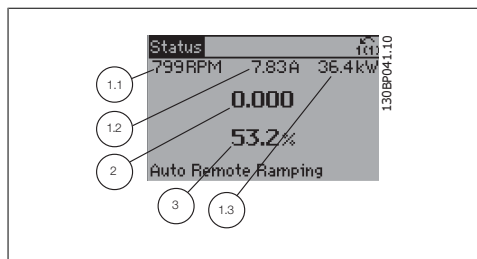 Status 1(1)
799RPM 7.83A 36.4kW
0.000
53.2%
Auto Remote Ramping
1.1
1.2
2
3
1.3
130BP041.10